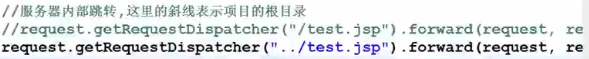 //服务器内部跳转,这里的斜线表示项目的根目录
//request.getRequestDispatcher("/test.jsp").forward(request, re
request.getRequestDispatcher("../test.jsp").forward(request, re